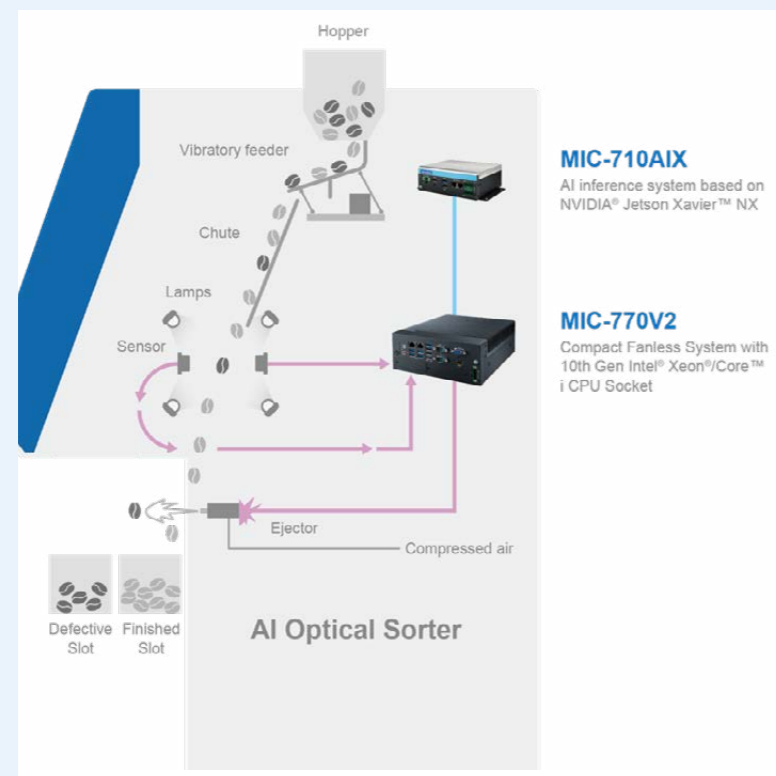 Hopper
Vibratory feeder
Chute
Lamps
Sensor
MIC-710AIX
AI inference system based on
NVIDIA® Jetson Xavier™ NX
MIC-770V2
Compact Fanless System with
10th Gen Intel® Xeon®/Core™
i CPU Socket
Ejector
Compressed air
Defective
Slot
Finished
Slot
AI Optical Sorter